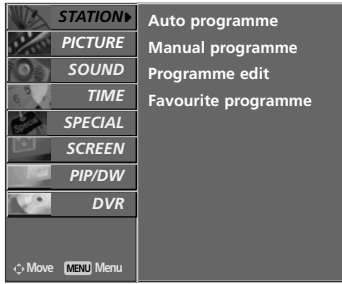 STATION
PICTURE
SOUND
TIME
SPECIAL
SCREEN
PIP/DW
DVR
Move MENU Menu
Auto programme
Manual programme
Programme edit
Favourite programme